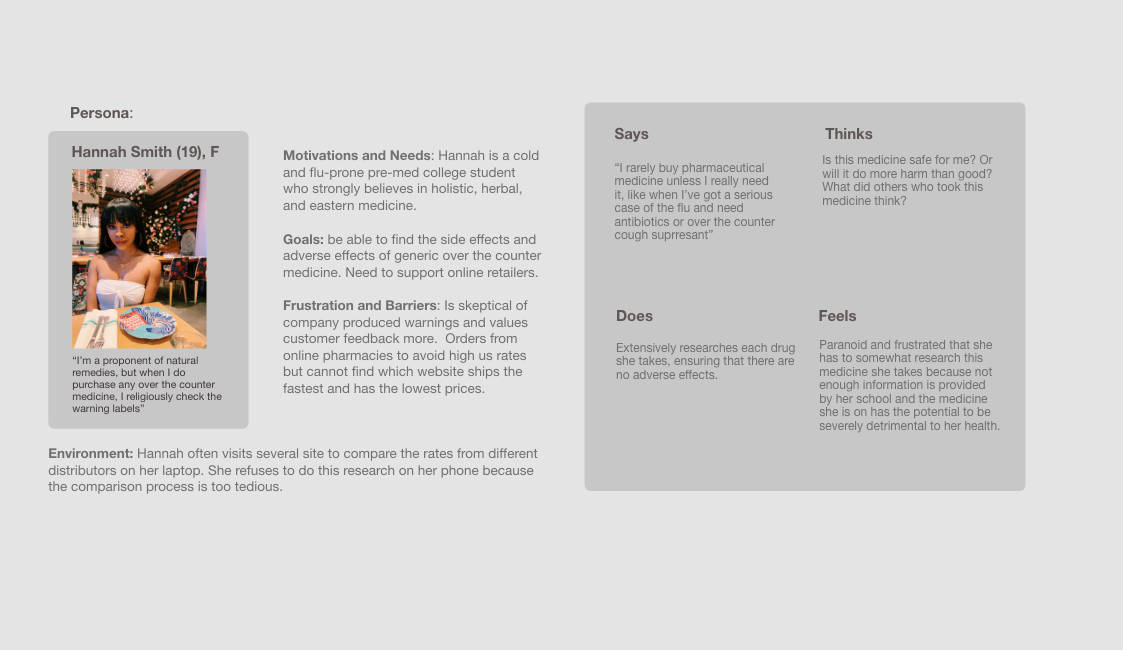 Persona:
Hannah Smith (19), F
“I’m a proponent of natural
remedies, but when I do
purchase any over the counter
medicine, I religiously check the
warning labels”
Motivations and Needs: Hannah is a cold
and flu-prone pre-med college student
who strongly believes in holistic, herbal,
and eastern medicine.
Goals: be able to find the side effects and
adverse effects of generic over the counter
medicine. Need to support online retailers.
Frustration and Barriers: Is skeptical of
company produced warnings and values
customer feedback more. Orders from
online pharmacies to avoid high us rates
but cannot find which website ships the
fastest and has the lowest prices.
Environment: Hannah often visits several site to compare the rates from different
distributors on her laptop. She refuses to do this research on her phone because
the comparison process is too tedious.
Says
“I rarely buy pharmaceutical
medicine unless I really need
it, like when I’ve got a serious
case of the flu and need
antibiotics or over the counter
cough suprresant”
Thinks
Is this medicine safe for me? Or
will it do more harm than good?
What did others who took this
medicine think?
Does
Extensively researches each drug
she takes, ensuring that there are
no adverse effects.
Feels
Paranoid and frustrated that she
has to somewhat research this
medicine she takes because not
enough information is provided
by her school and the medicine
she is on has the potential to be
severely detrimental to her health.